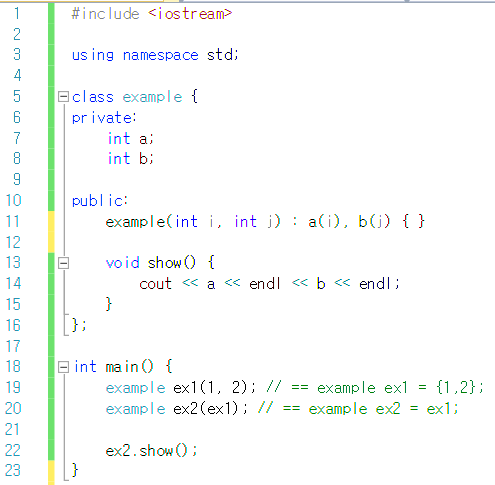 1 #include <iostream>
2
3 using namespace std;
4
5 class example {
6 private:
7 int a;
8 int b;
9
10 public:
11 example(int i, int j) : a(i), b(j) { }
12
13 void show() {
14 cout << a << endl << b << endl;
15 }
16 };
17
18 int main() {
19 example ex1(1, 2); // == example ex1 = {1,2};
20 example ex2(ex1); // == example ex2 = ex1;
21
22 ex2.show();
23 }